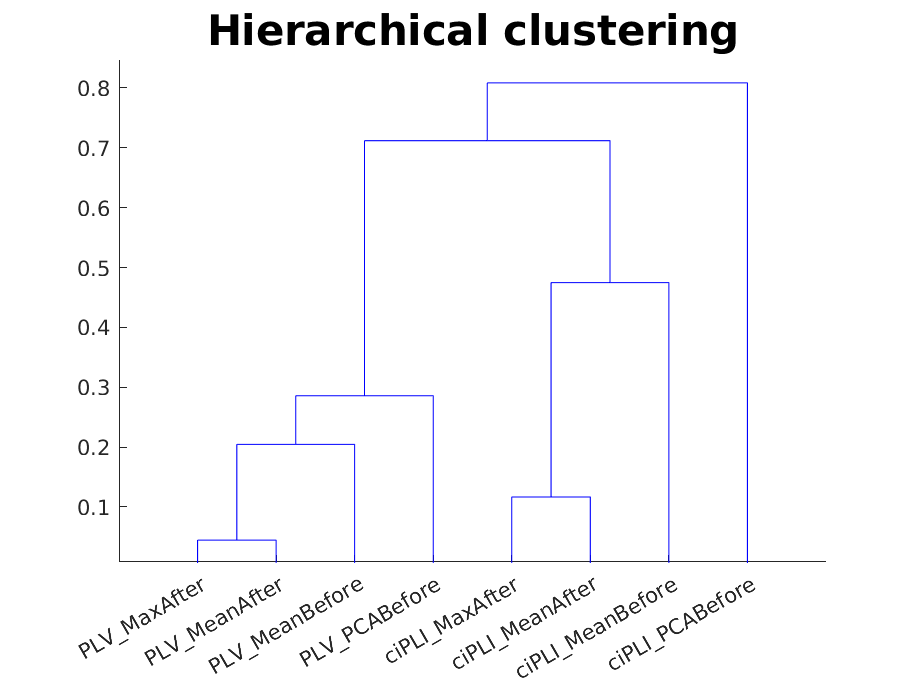 Hierarchical clustering
0.8
0.7
0.6
0.5
0.4
0.3
0.2
0.1
PLV_MaxAfter
PLV_MeanAfter
PLV_MeanBefore
PLV_PCABefore
ciPLI_MaxAfter
ciPLI_MeanAfter
ciPLI_MeanBefore
ciPLI_PCABefore